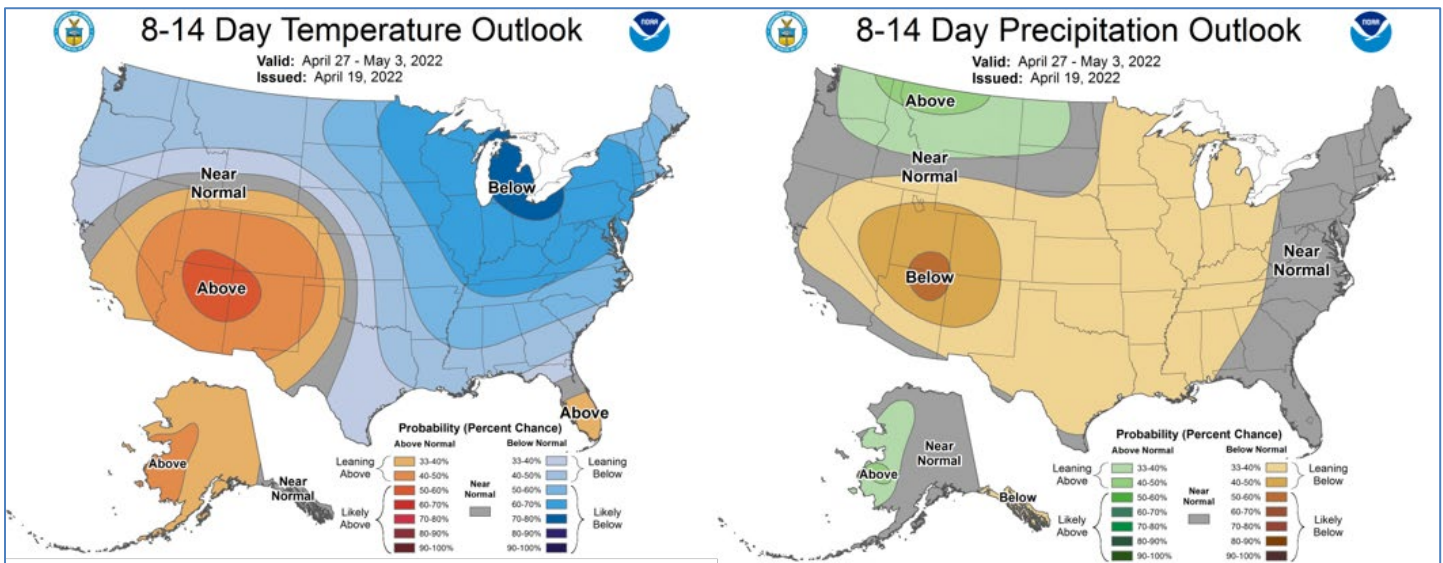 8-14 Day Temperature Outlook
Valid: April 27 - May 3, 2022
Issued: April 19, 2022
NOAA
Near
Normal
Below
Above
Above
Above
Near
Normal
Probability (Percent Chance)
Above Normal
Below Normal
Leaning
Above
33-40%
40-50%
Likely
Above
50-60%
60-70%
70-80%
80-90%
90-100%
Near
Normal
33-40%
40-50%
Leaning
Below
50-60%
60-70%
70-80%
80-90%
90-100%
Likely
Below
8-14 Day Precipitation Outlook
Valid: April 27 - May 3, 2022
Issued: April 19, 2022
NOAA
Above
Near
Normal
Below
Near
Normal
Above
Near
Normal
Below
Probability (Percent Chance)
Above Normal
Below Normal
Leaning
Above
33-40%
40-50%
Likely
Above
50-60%
60-70%
70-80%
80-90%
90-100%
Near
Normal
33-40%
40-50%
Leaning
Below
50-60%
60-70%
70-80%
80-90%
90-100%
Likely
Below